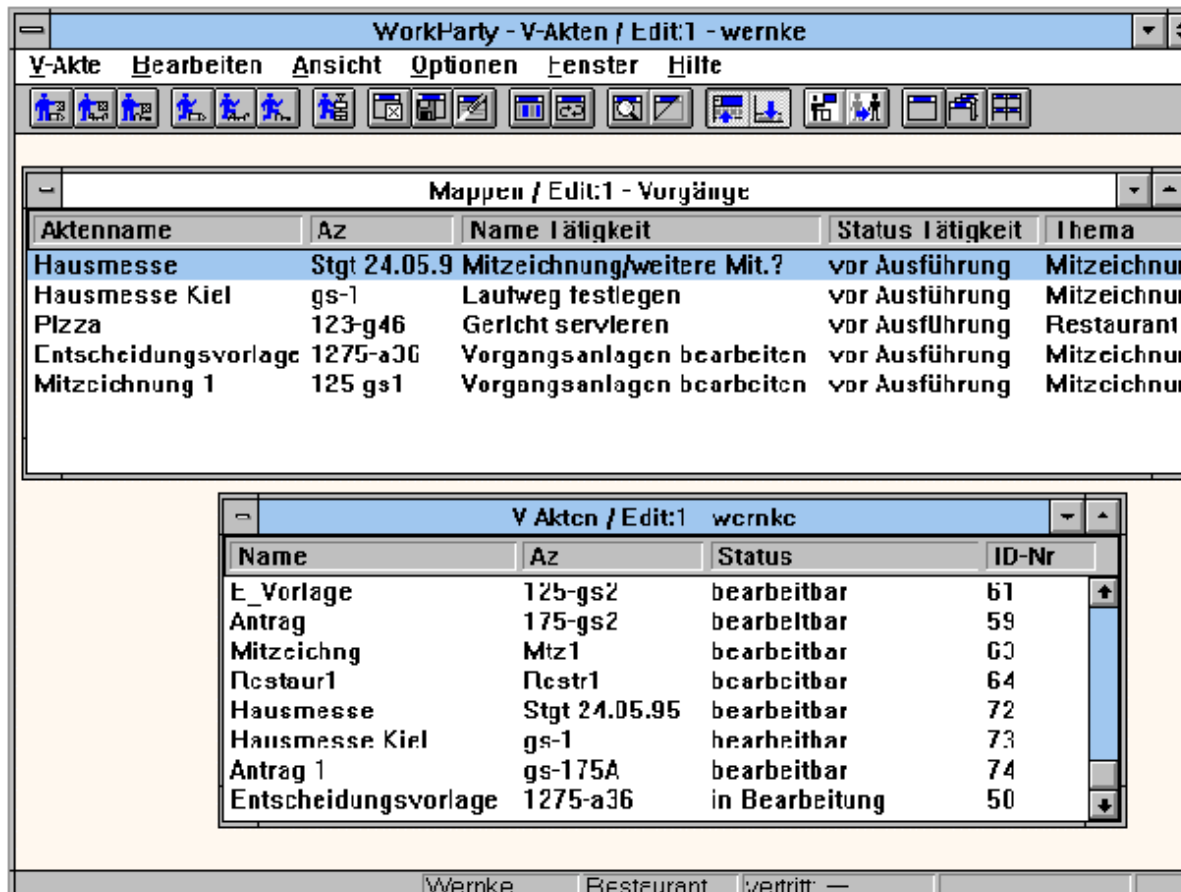 WorkParty - V-Akten / Edit:1 - wernke
V-Akte Bearbeiten Ansicht Optionen Fenster Hilfe
Mappen / Edit:1 - Vorgänge
Aktenname Az Name Tätigkeit Status Tätigkeit Thema
Hausmesse Stgt 24.05.9 Mitzeichnung/weitere Mit.? vor Ausführung Mitzeichnu
Hausmesse Kiel gs-1 Laufweg festlegen vor Ausführung Mitzeichnu
Pizza 123-g46 Gericht servieren vor Ausführung Restaurant
Entscheidungsvorlage 1275-a36 Vorgangsanlagen bearbeiten vor Ausführung Mitzeichnu
Mitzeichnung 1 125 gs1 Vorgangsanlagen bearbeiten vor Ausführung Mitzeichnu
V Akten / Edit:1 wernke
Name Az Status ID-Nr
E_Vorlage 125-gs2 bearbeitbar 61
Antrag 175-gs2 bearbeitbar 59
Mitzeichng Mtz1 bearbeitbar 63
Restaur1 Restr1 bearbeitbar 64
Hausmesse Stgt 24.05.95 bearbeitbar 72
Hausmesse Kiel gs-1 bearbeitbar 73
Antrag 1 gs-175A bearbeitbar 74
Entscheidungsvorlage 1275-a36 in Bearbeitung 50
Wernke Restaurant vertritt: —